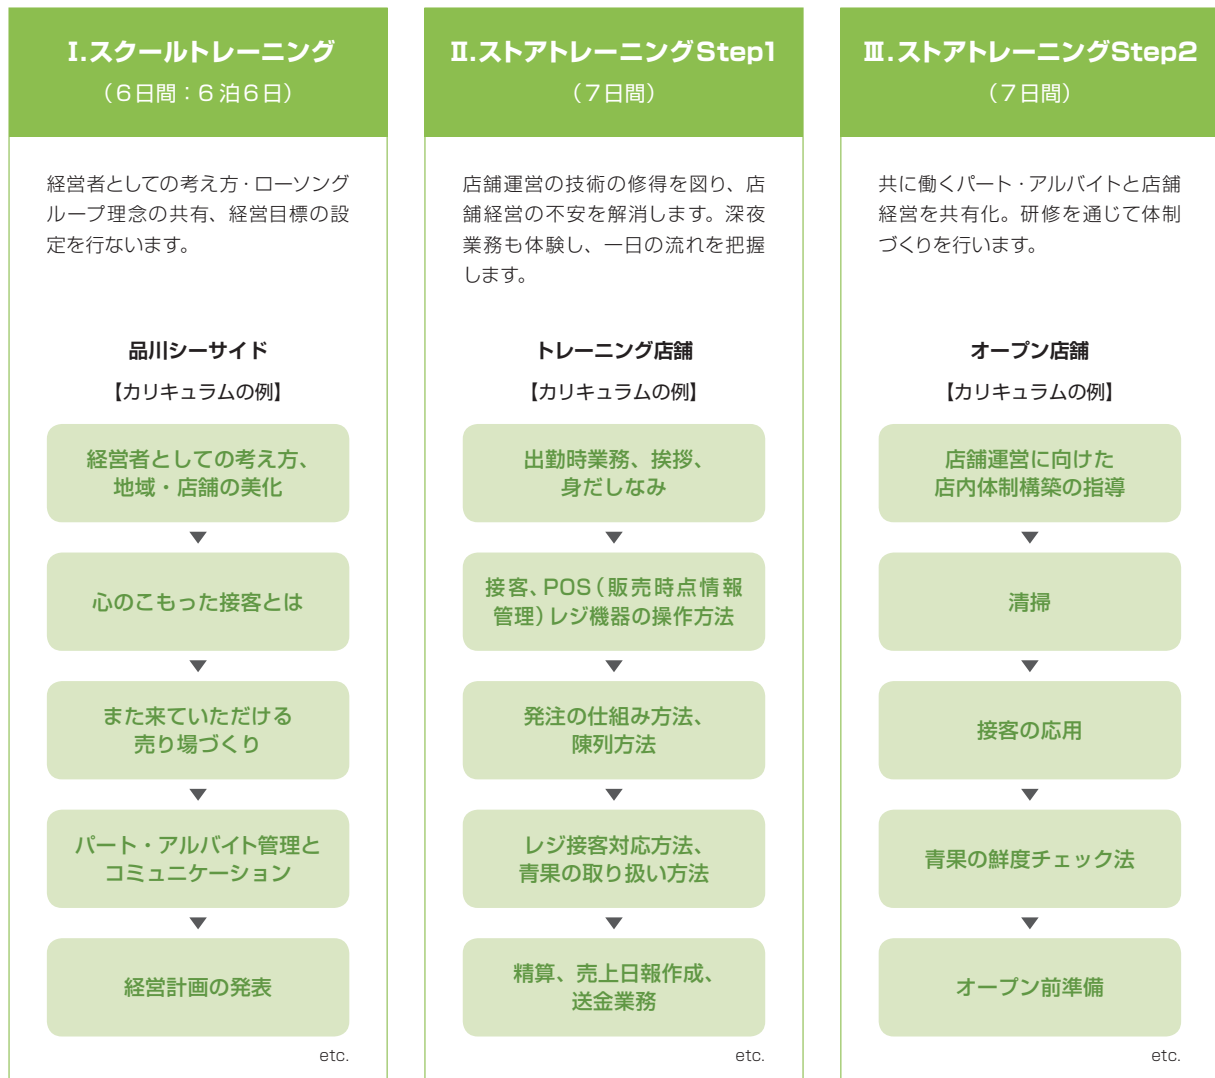 Ⅰ.スクールトレーニング
（6日間：6泊6日）
経営者としての考え方・ローソング
ループ理念の共有、経営目標の設
定を行ないます。
品川シーサイド
【カリキュラムの例】
経営者としての考え方、
地域・店舗の美化
▼
心のこもった接客とは
▼
また来ていただける
売り場づくり
▼
パート・アルバイト管理と
コミュニケーション
▼
経営計画の発表
etc.
Ⅱ.ストアトレーニングStep1
（7日間）
店舗運営の技術の修得を図り、店
舗経営の不安を解消します。深夜
業務も体験し、一日の流れを把握
します。
トレーニング店舗
【カリキュラムの例】
出勤時業務、挨拶、
身だしなみ
▼
接客、POS（販売時点情報
管理）レジ機器の操作方法
▼
発注の仕組み方法、
陳列方法
▼
レジ接客対応方法、
青果の取り扱い方法
▼
精算、売上日報作成、
送金業務
etc.
Ⅲ.ストアトレーニングStep2
（7日間）
共に働くパート・アルバイトと店舗
経営を共有化。研修を通じて体制
づくりを行います。
オープン店舗
【カリキュラムの例】
店舗運営に向けた
店内体制構築の指導
▼
清掃
▼
接客の応用
▼
青果の鮮度チェック法
▼
オープン前準備
etc.